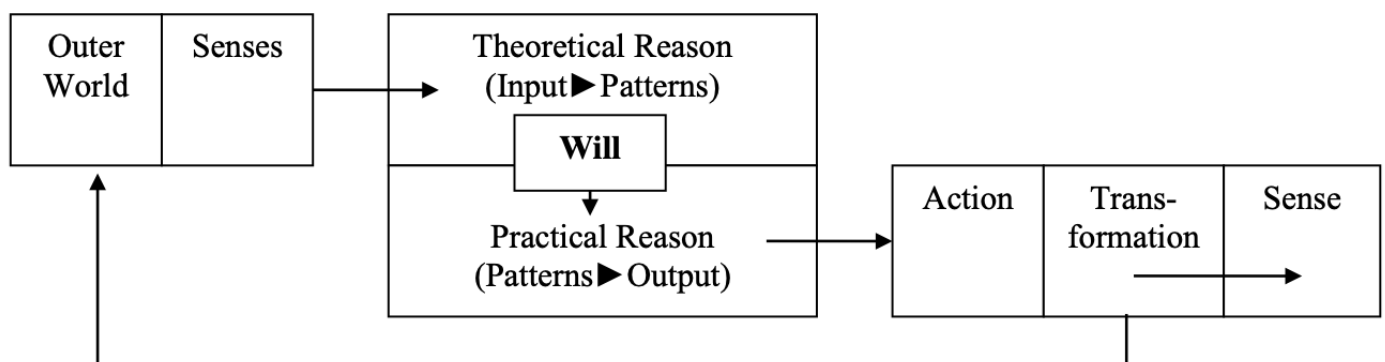 Outer
World
Senses
Theoretical Reason
(Input►Patterns)
Will
Practical Reason
(Patterns►Output)
Action
Trans-
formation
Sense